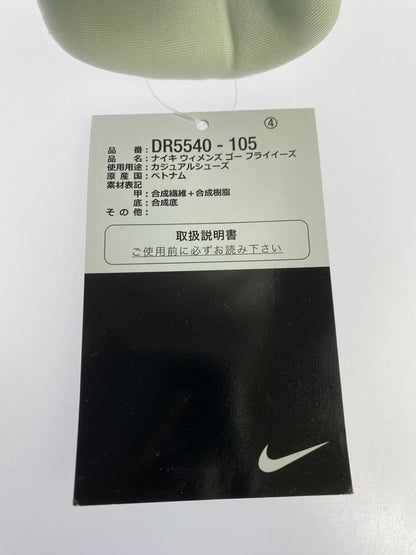 ④
品番：DR5540 - 105
品名：ナイキ ウィメンズ ゴー フライイーズ
使用用途：カジュアルシューズ
原産国：ベトナム
素材表記
甲：合成繊維＋合成樹脂
底：合成底
その他：
取扱説明書
ご使用前に必ずお読み下さい